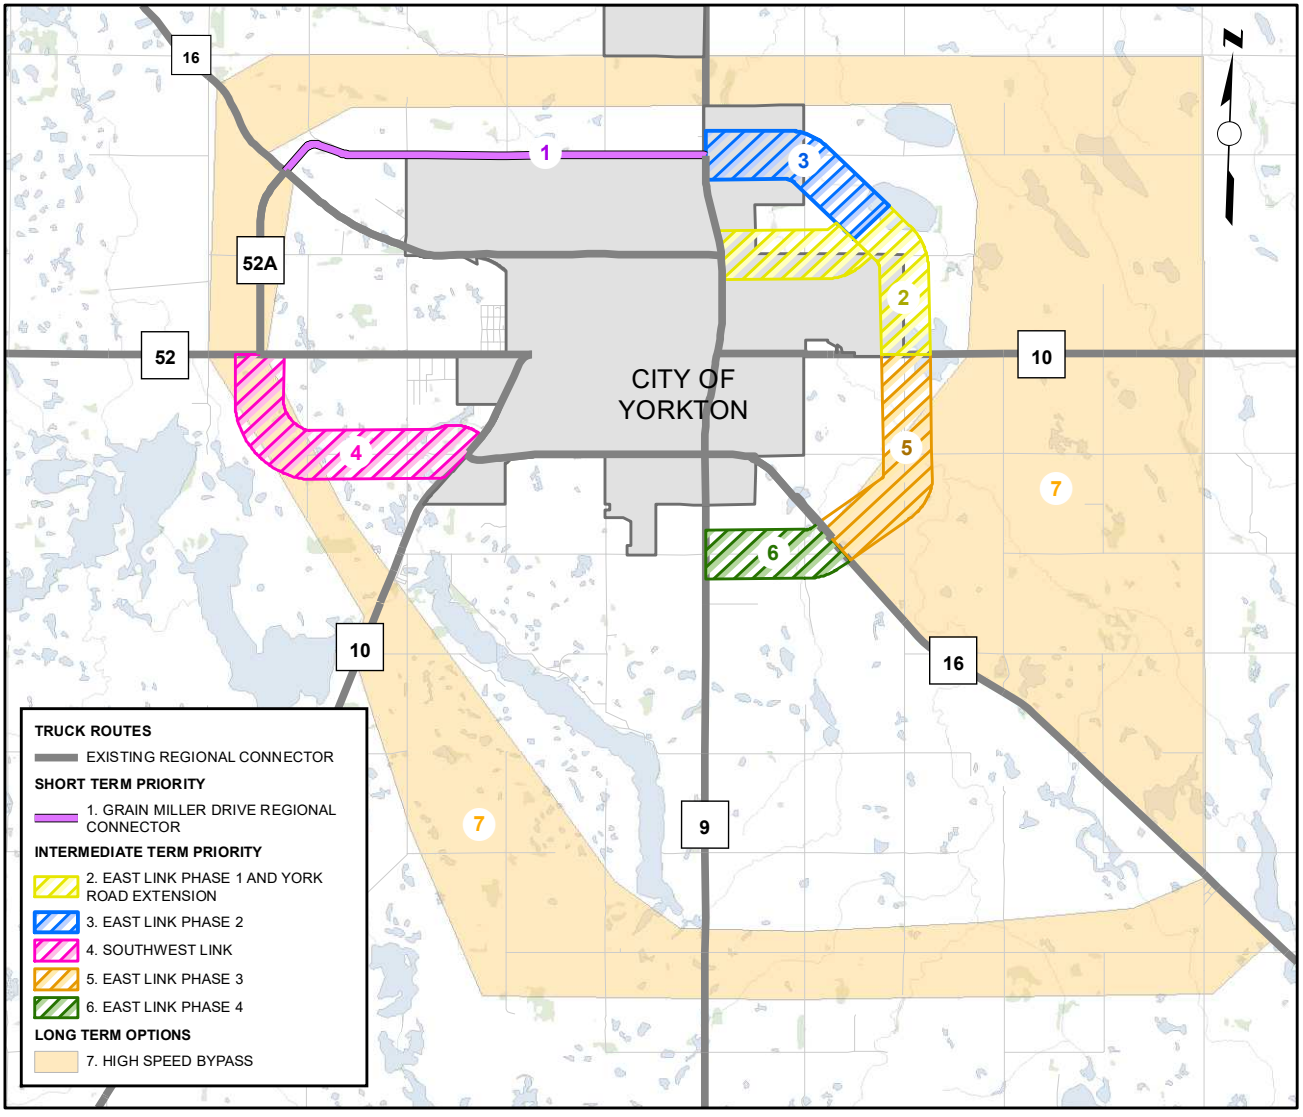 N
16
1
3
52A
2
52
10
CITY OF
YORKTON
4
5
7
6
10
16
7
9
TRUCK ROUTES
EXISTING REGIONAL CONNECTOR
SHORT TERM PRIORITY
1. GRAIN MILLER DRIVE REGIONAL
CONNECTOR
INTERMEDIATE TERM PRIORITY
2. EAST LINK PHASE 1 AND YORK
ROAD EXTENSION
3. EAST LINK PHASE 2
4. SOUTHWEST LINK
5. EAST LINK PHASE 3
6. EAST LINK PHASE 4
LONG TERM OPTIONS
7. HIGH SPEED BYPASS